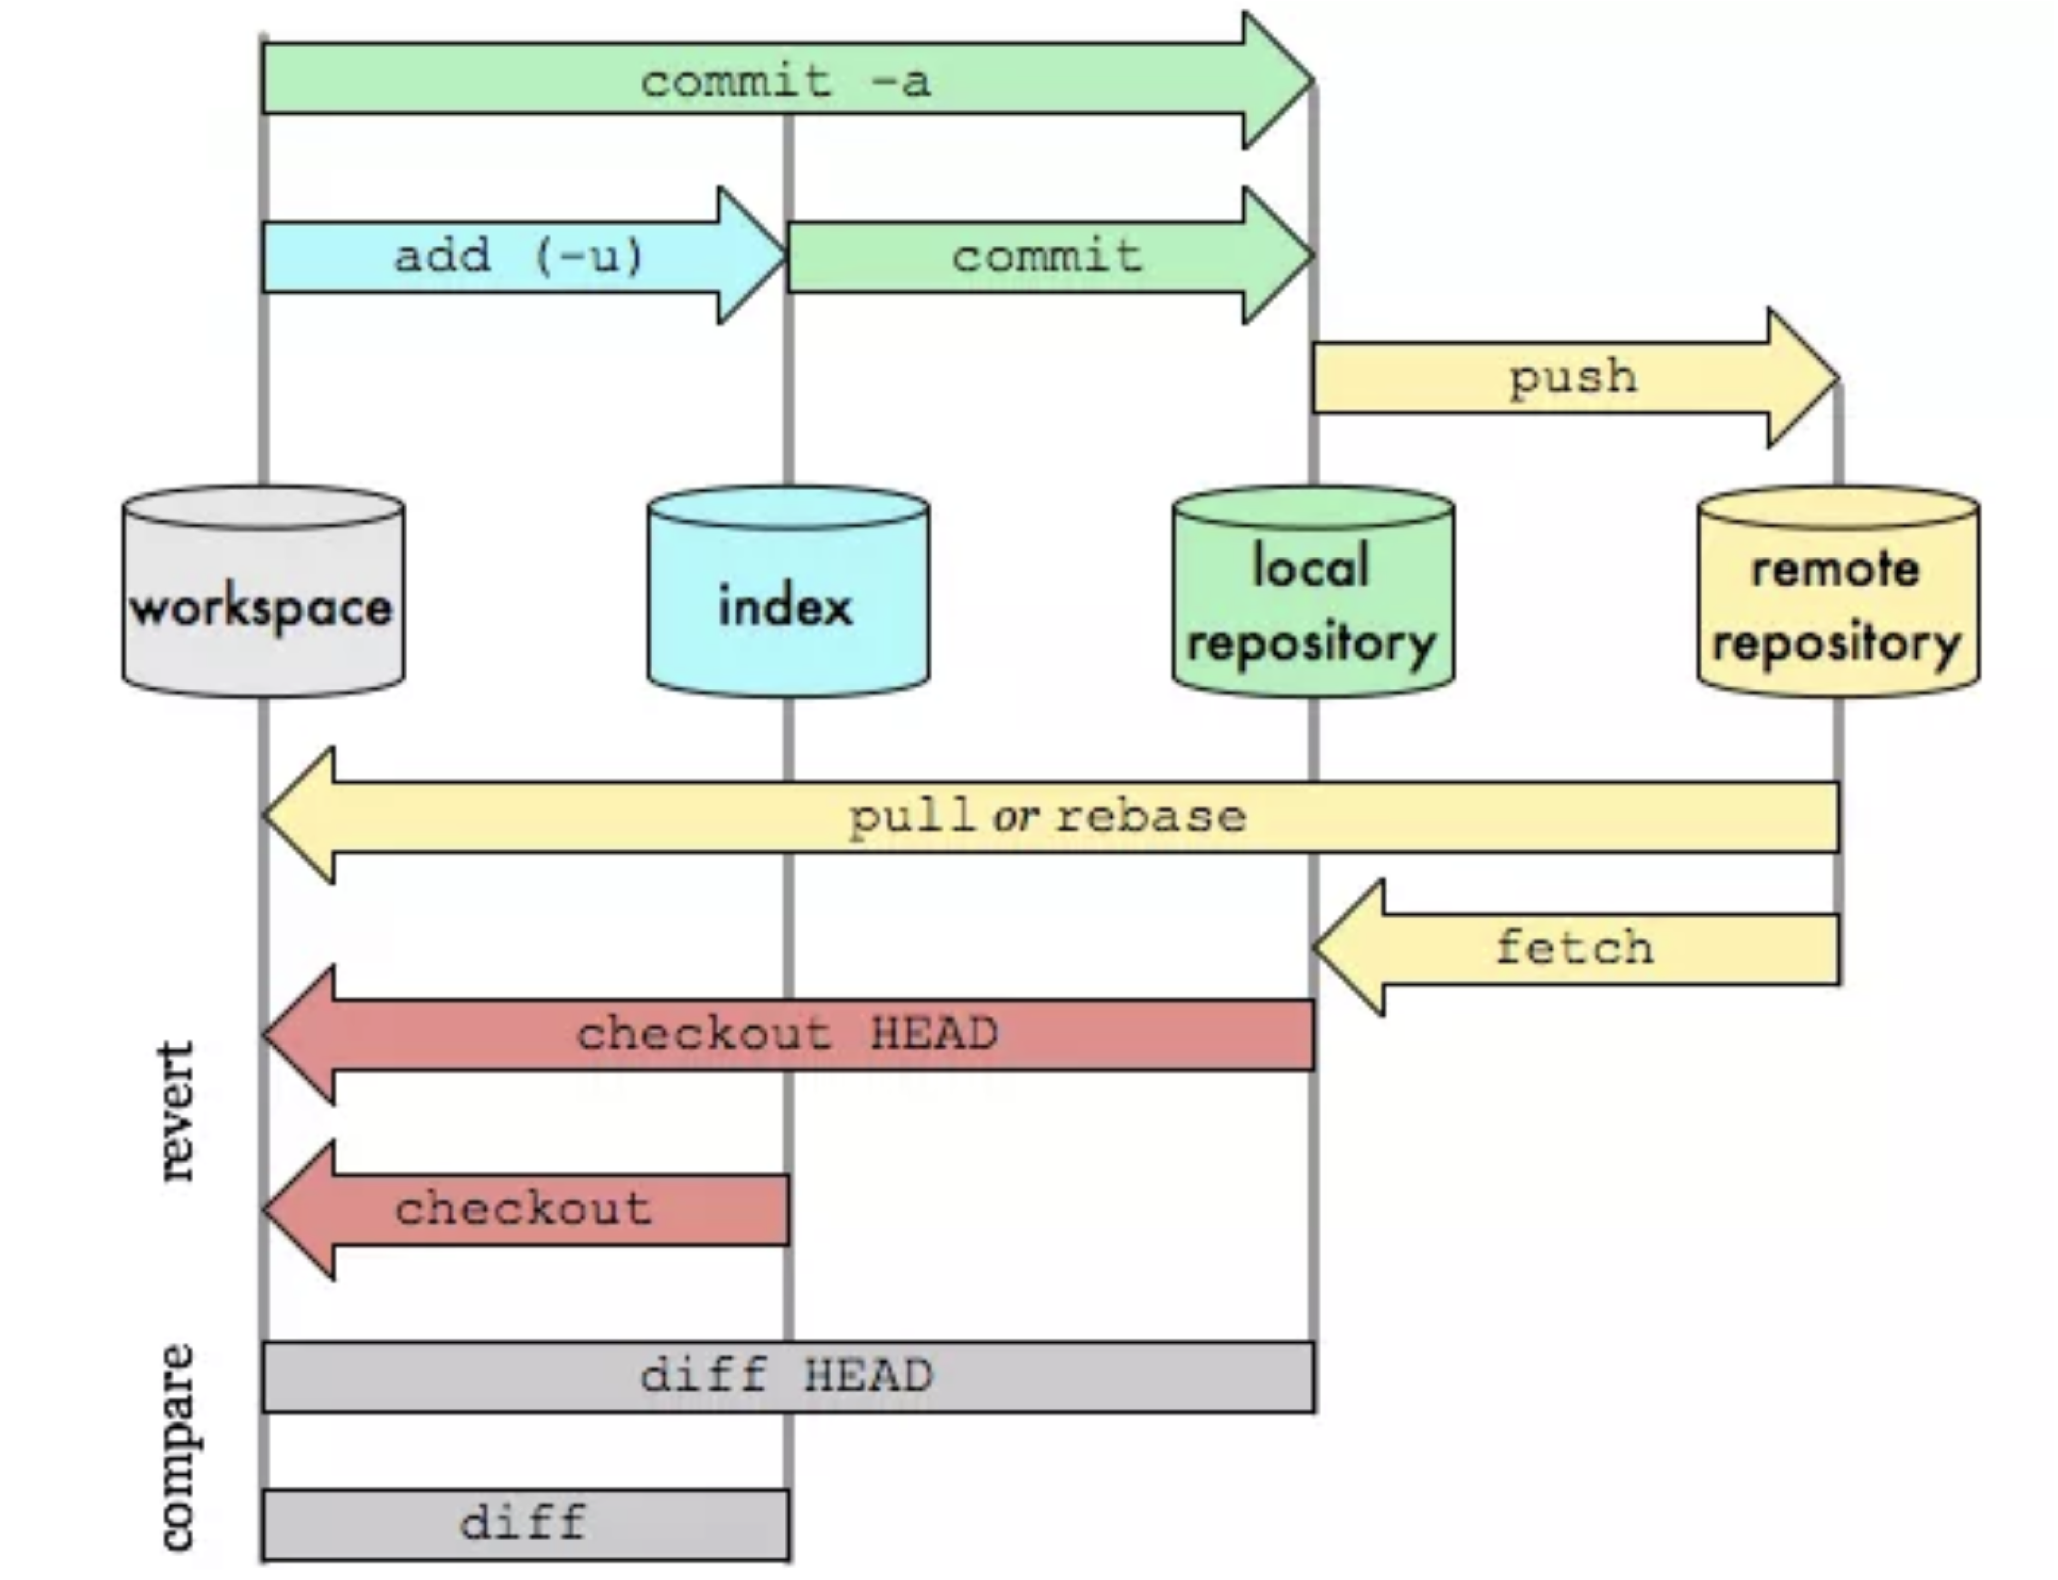 commit -a
add (-u)
commit
push
workspace
index
local
repository
remote
repository
pull or rebase
fetch
revert
checkout HEAD
checkout
compare
diff HEAD
diff